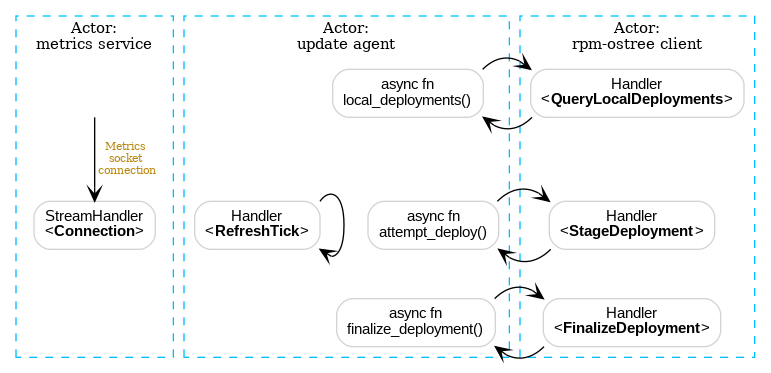 Actor:
metrics service
Actor:
update agent
Actor:
rpm-ostree client
async fn
local_deployments()
Handler
<QueryLocalDeployments>
Metrics
socket
connection
StreamHandler
<Connection>
Handler
<RefreshTick>
async fn
attempt_deploy()
Handler
<StageDeployment>
async fn
finalize_deployment()
Handler
<FinalizeDeployment>